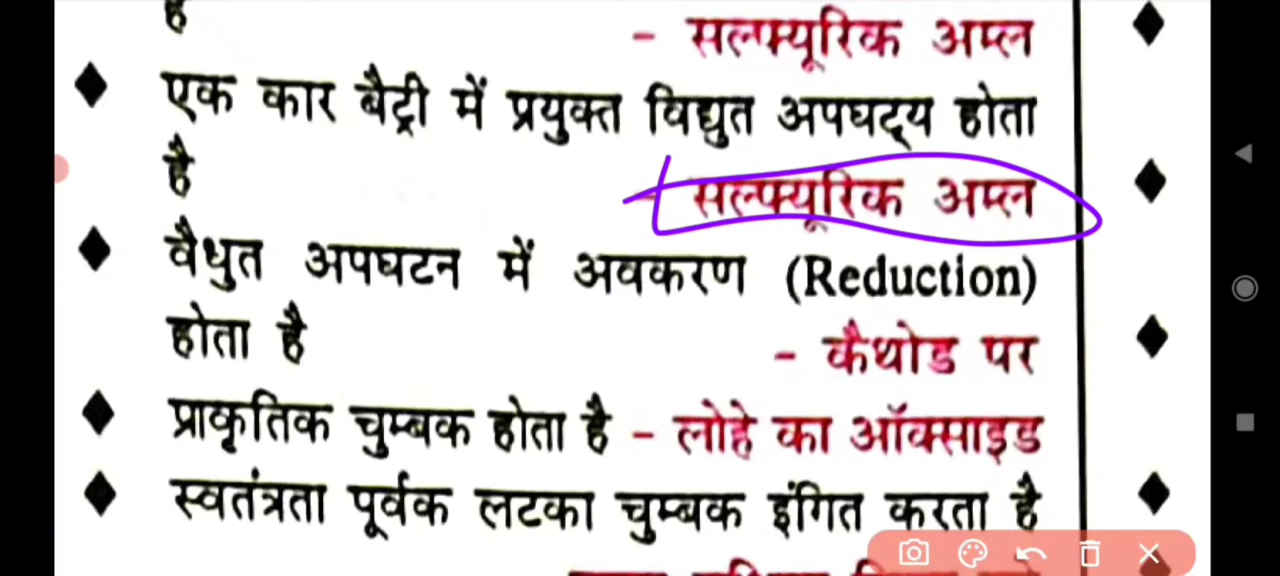 है
- सल्फ्यूरिक अम्ल
◆ एक कार बैट्री में प्रयुक्त विद्युत अपघट्य होता
है - सल्फ्यूरिक अम्ल
◆ वैधुत अपघटन में अवकरण (Reduction)
होता है - कैथोड पर
◆ प्राकृतिक चुम्बक होता है - लोहे का ऑक्साइड
◆ स्वतंत्रता पूर्वक लटका चुम्बक इंगित करता है